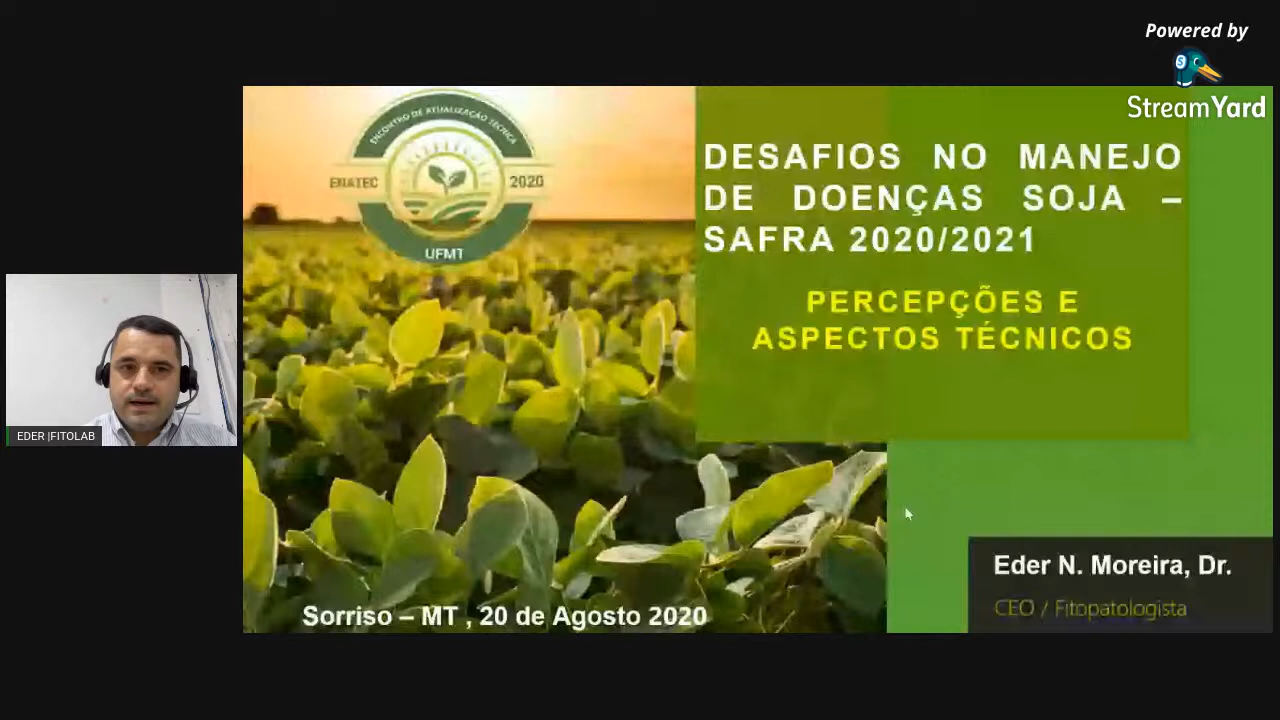 Powered by
StreamYard
ENCONTRO DE ATUALIZAÇÃO TÉCNICA
ENATEC 2020
UFMT
DESAFIOS NO MANEJO
DE DOENÇAS SOJA –
SAFRA 2020/2021
PERCEPÇÕES E
ASPECTOS TÉCNICOS
EDER |FITOLAB
Eder N. Moreira, Dr.
CEO / Fitopatologista
Sorriso – MT , 20 de Agosto 2020